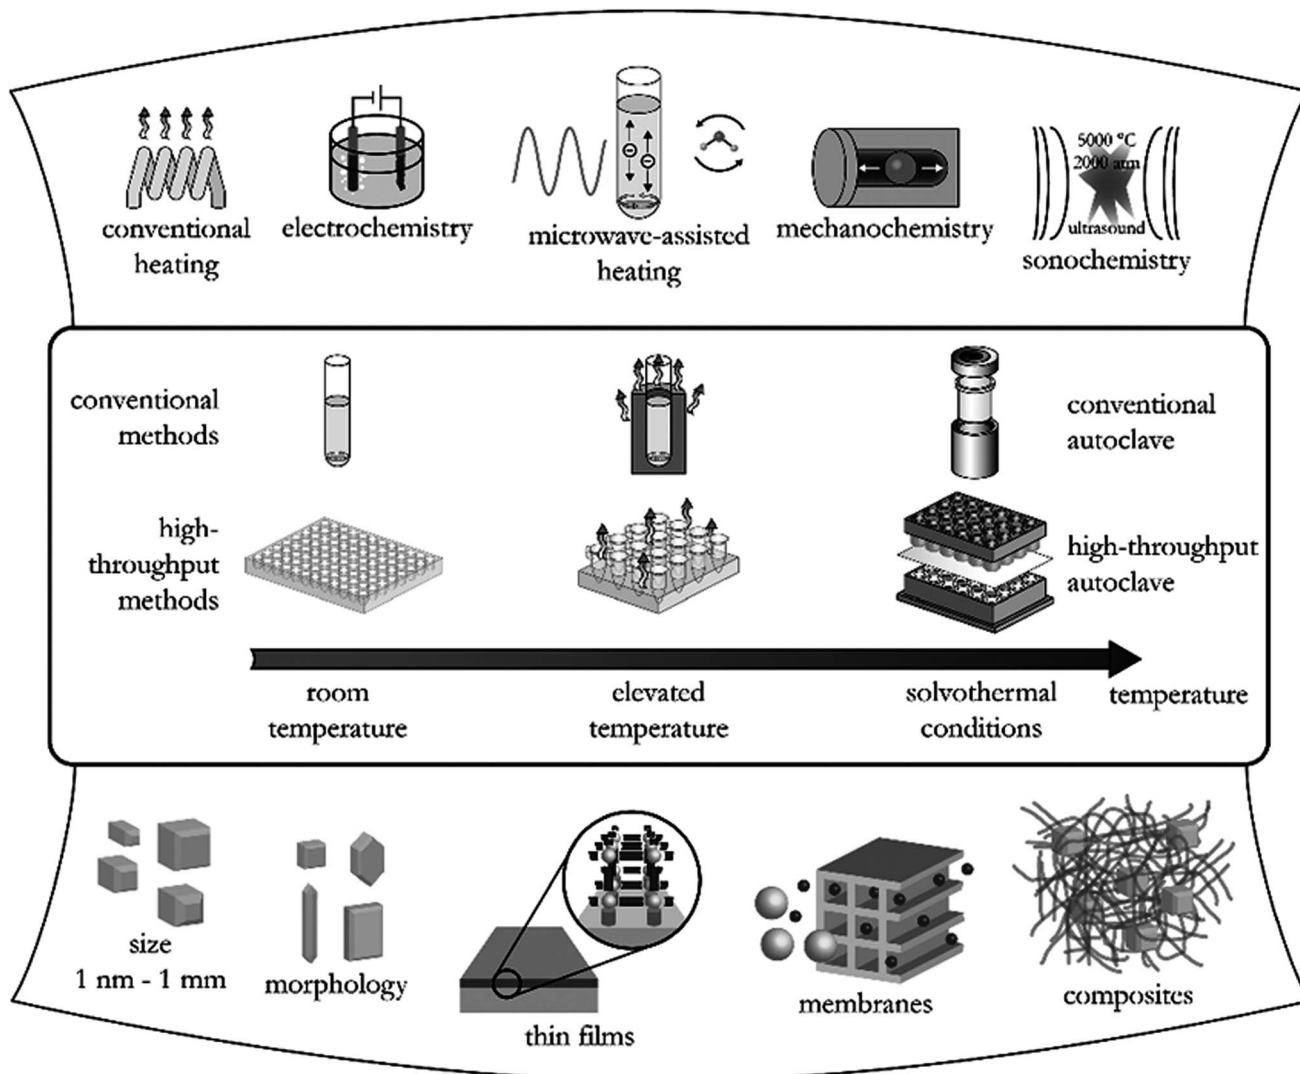 conventional
heating
electrochemistry
microwave-assisted
heating
mechanochemistry
5000 °C
2000 atm
ultrasound
sonochemistry
conventional
methods
conventional
autoclave
high-
throughput
methods
high-throughput
autoclave
room
temperature
elevated
temperature
solvothermal
conditions
temperature
size
1 nm - 1 mm
morphology
thin films
membranes
composites